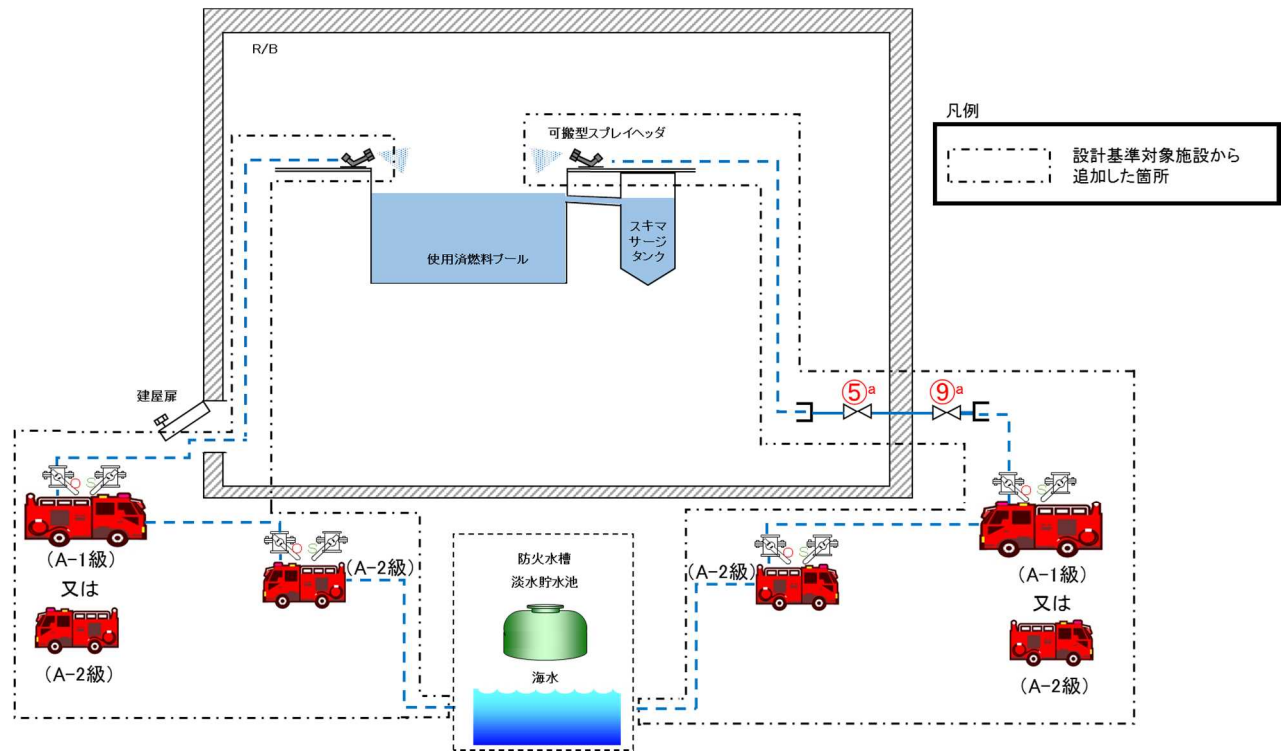 R/B
凡例
設計基準対象施設から
追加した箇所
可搬型スプレイヘッダ
スキマ
サージ
タンク
使用済燃料プール
建屋扉
⑤a
⑨a
O
S
O
S
O
S
O
S
(A-1級)
又は
(A-2級)
(A-2級)
防火水槽
淡水貯水池
海水
(A-2級)
(A-1級)
又は
(A-2級)